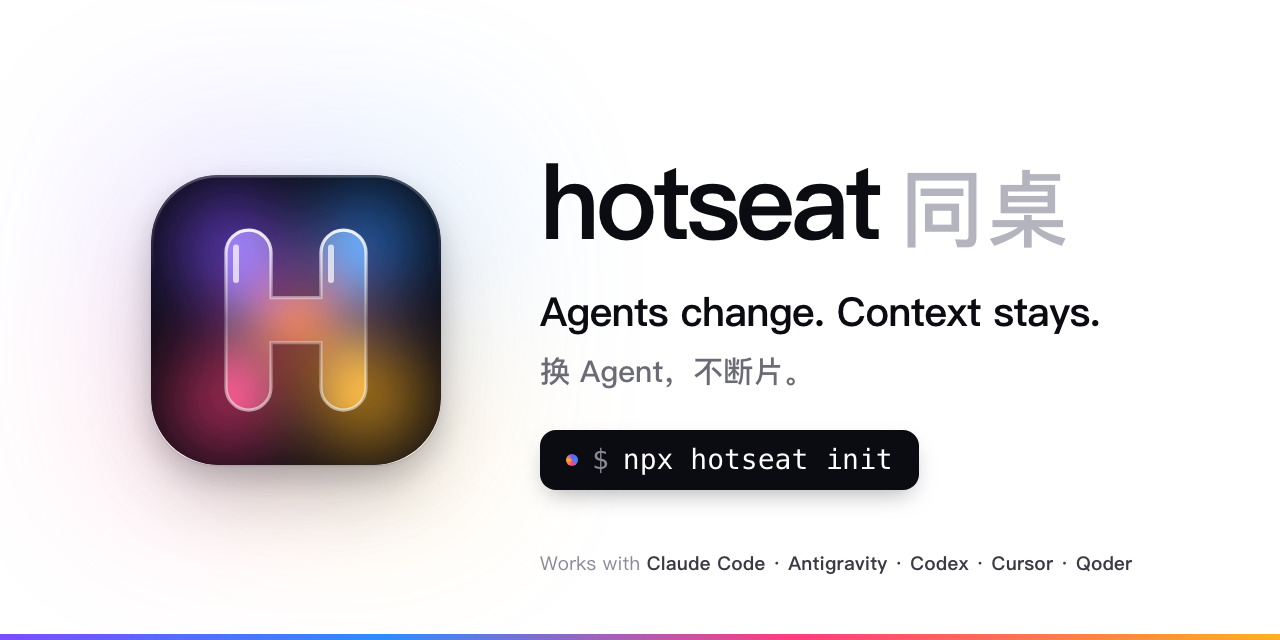 H
hotseat 同桌
Agents change. Context stays.
换 Agent，不断片。
$ npx hotseat init
Works with Claude Code · Antigravity · Codex · Cursor · Qoder